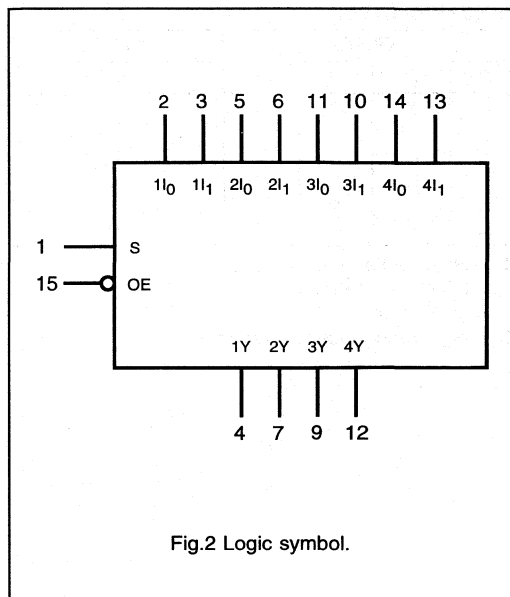 2 3 5 6 11 10 14 13
1I₀ 1I₁ 2I₀ 2I₁ 3I₀ 3I₁ 4I₀ 4I₁
1 S
15 OE
1Y 2Y 3Y 4Y
4 7 9 12
Fig.2 Logic symbol.